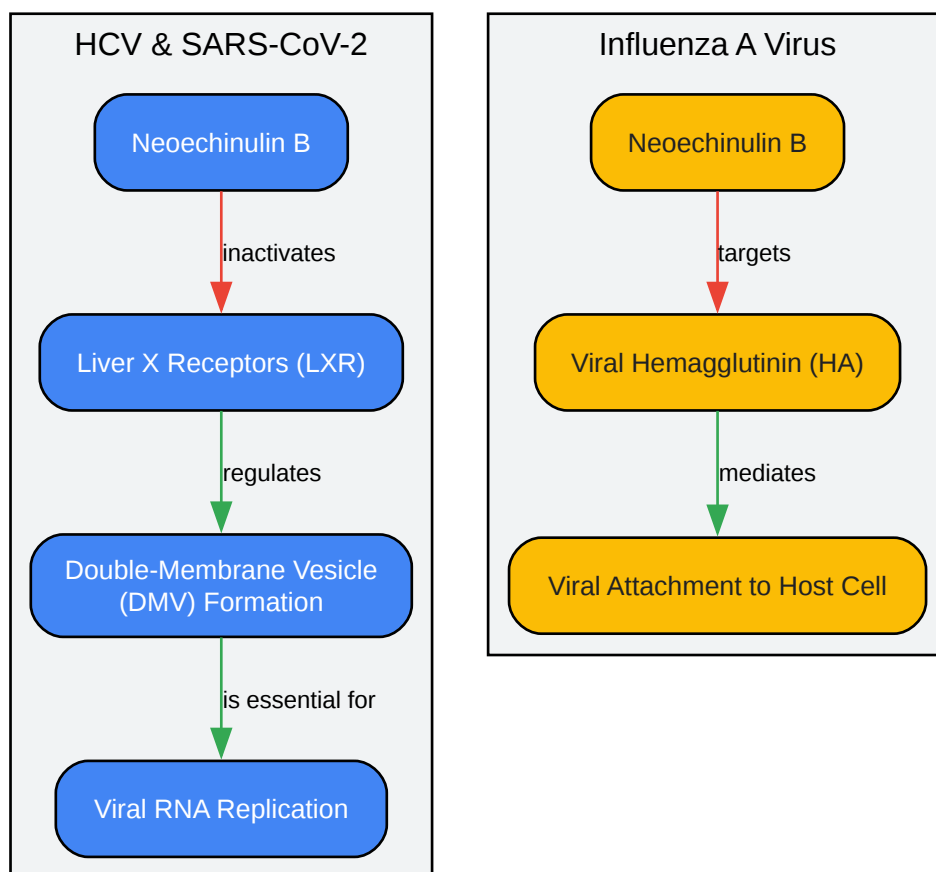 HCV & SARS-CoV-2
Neoechinulin B
inactivates
Liver X Receptors (LXR)
regulates
Double-Membrane Vesicle
(DMV) Formation
is essential for
Viral RNA Replication
Influenza A Virus
Neoechinulin B
targets
Viral Hemagglutinin (HA)
mediates
Viral Attachment to Host Cell